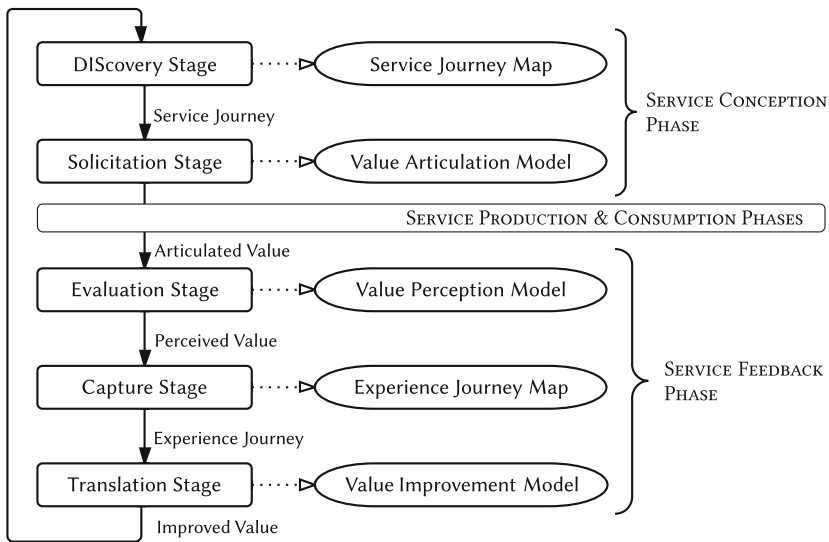 DIScovery Stage
Service Journey Map
Service Journey
SERVICE CONCEPTION
PHASE
Solicitation Stage
Value Articulation Model
SERVICE PRODUCTION & CONSUMPTION PHASES
Articulated Value
Evaluation Stage
Value Perception Model
Perceived Value
Capture Stage
Experience Journey Map
SERVICE FEEDBACK
PHASE
Experience Journey
Translation Stage
Value Improvement Model
Improved Value